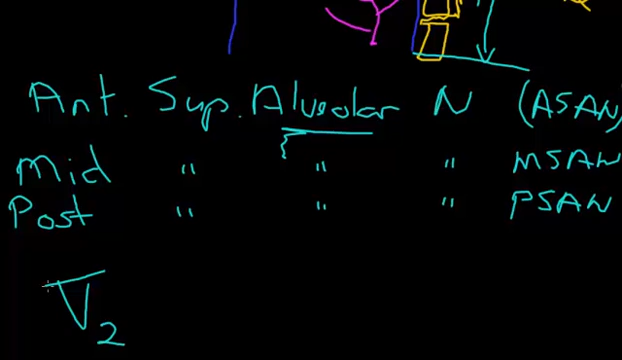 Ant. Sup. Alveolar N (ASAN)
Mid " " " MSAN
Post " " " PSAN
V2